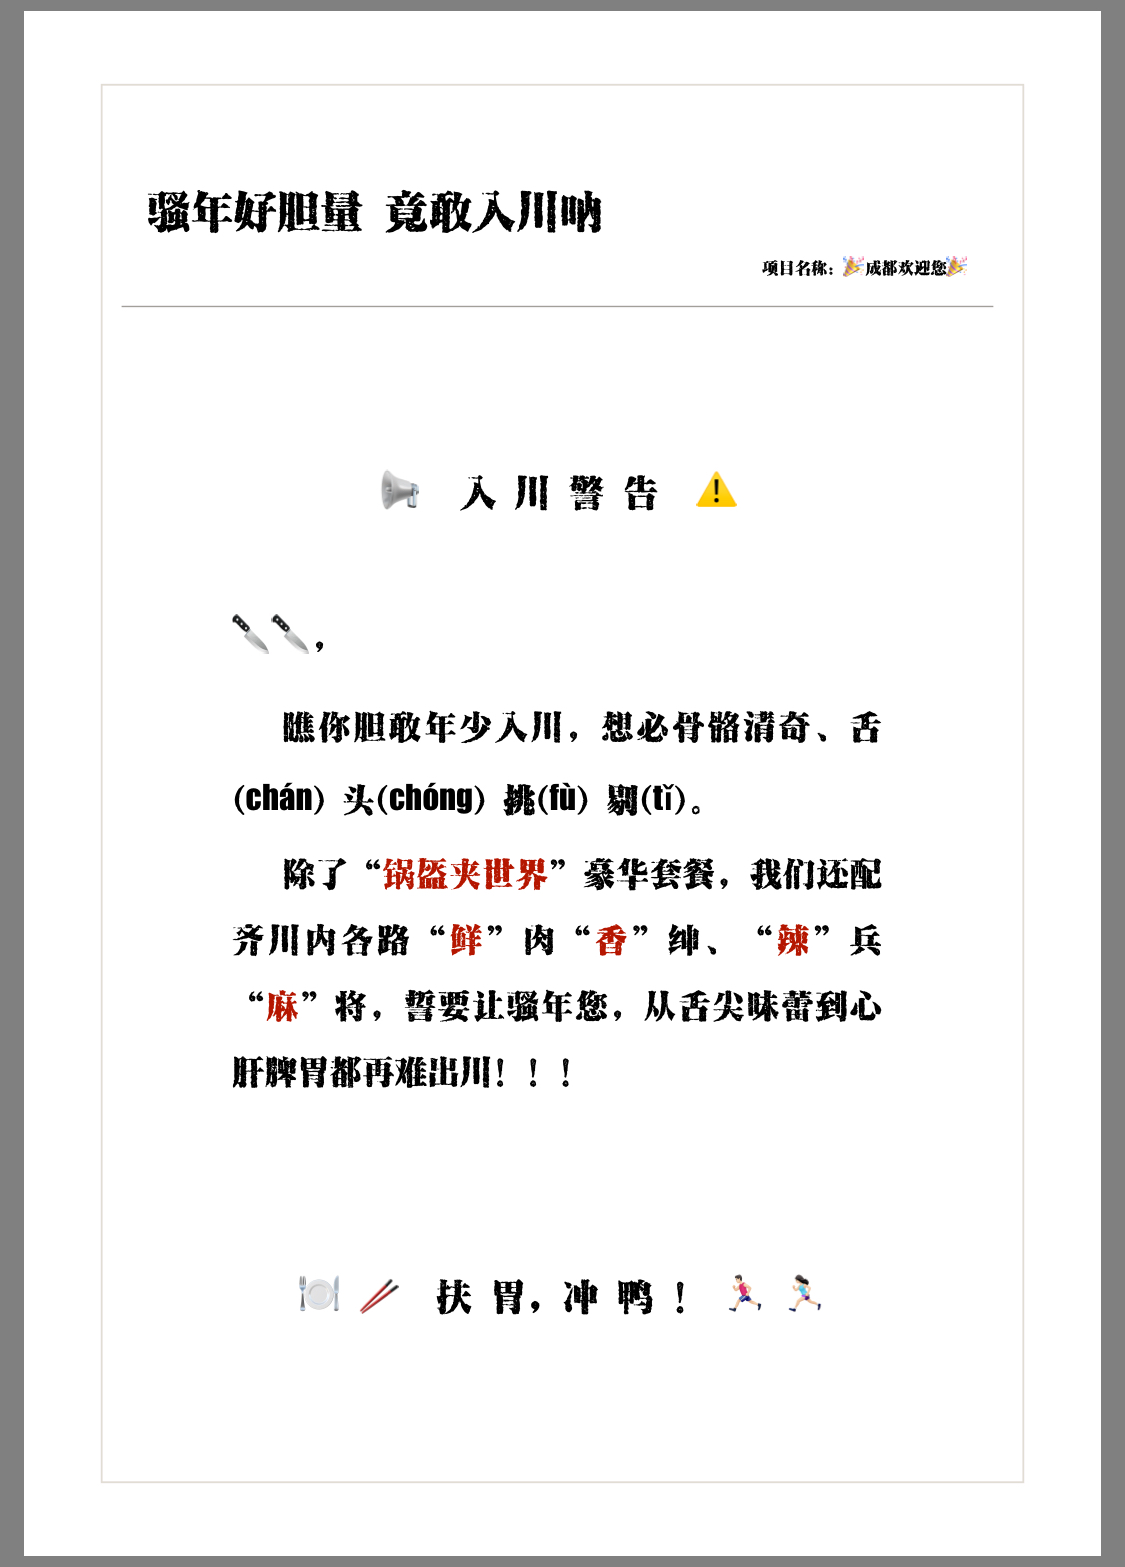 骚年好胆量 竟敢入川呐
项目名称：🎉成都欢迎您🎉
📢 入川警告 ⚠️
🔪🔪，
瞧你胆敢年少入川，想必骨骼清奇、舌
(chán) 头(chóng) 挑(fù) 剔(tǐ)。
除了“锅盔夹世界”豪华套餐，我们还配
齐川内各路“鲜”肉“香”绅、“辣”兵
“麻”将，誓要让骚年您，从舌尖味蕾到心
肝脾胃都再难出川！！！
🍽️🥢 扶胃，冲鸭！🏃🏃‍♀️